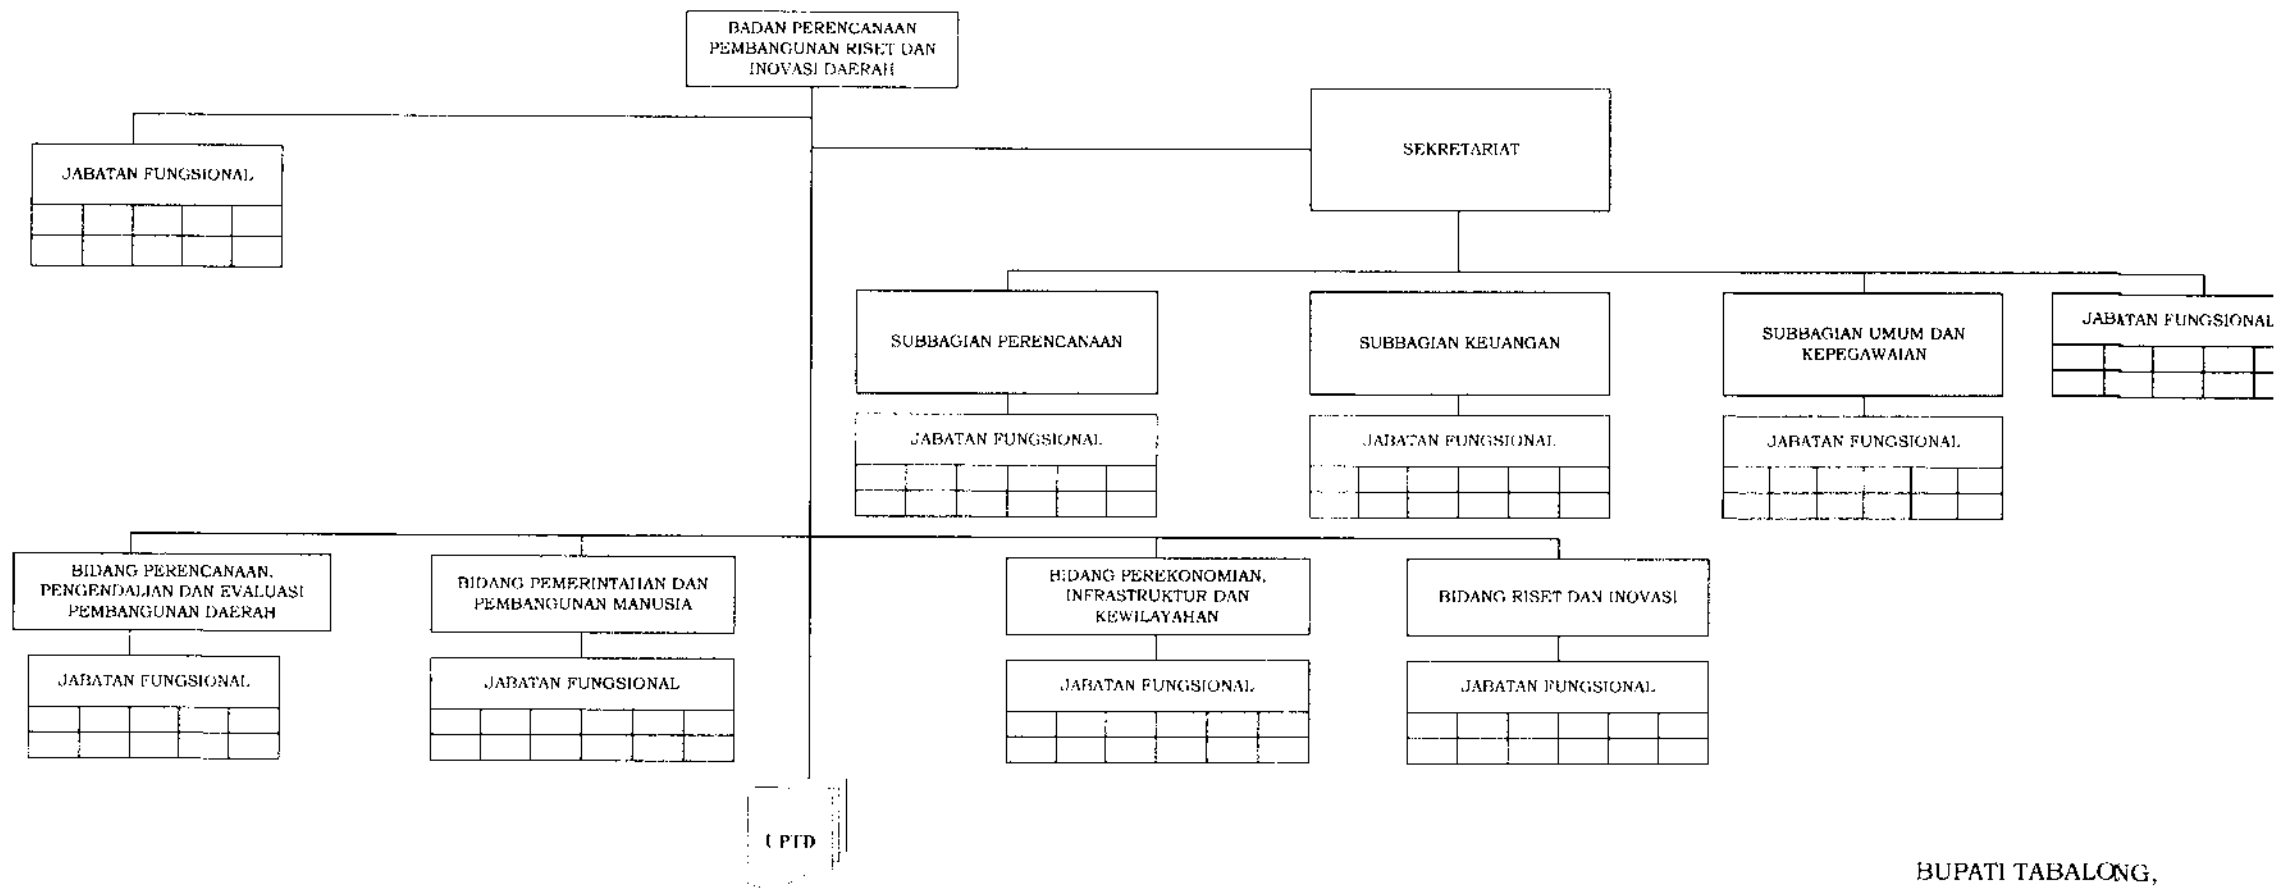 BADAN PERENCANAAN
PEMBANGUNAN RISET DAN
INOVASI DAERAH
JABATAN FUNGSIONAL
SEKRETARIAT
SUBBAGIAN PERENCANAAN
SUBBAGIAN KEUANGAN
SUBBAGIAN UMUM DAN
KEPEGAWAIAN
JABATAN FUNGSIONAL
JABATAN FUNGSIONAL
JABATAN FUNGSIONAL
JABATAN FUNGSIONAL
BIDANG PERENCANAAN,
PENGENDALIAN DAN EVALUASI
PEMBANGUNAN DAERAH
BIDANG PEMERINTAHAN DAN
PEMBANGUNAN MANUSIA
BIDANG PEREKONOMIAN,
INFRASTRUKTUR DAN
KEWILAYAHAN
BIDANG RISET DAN INOVASI
JABATAN FUNGSIONAL
JABATAN FUNGSIONAL
JABATAN FUNGSIONAL
JABATAN FUNGSIONAL
UPTD
BUPATI TABALONG,